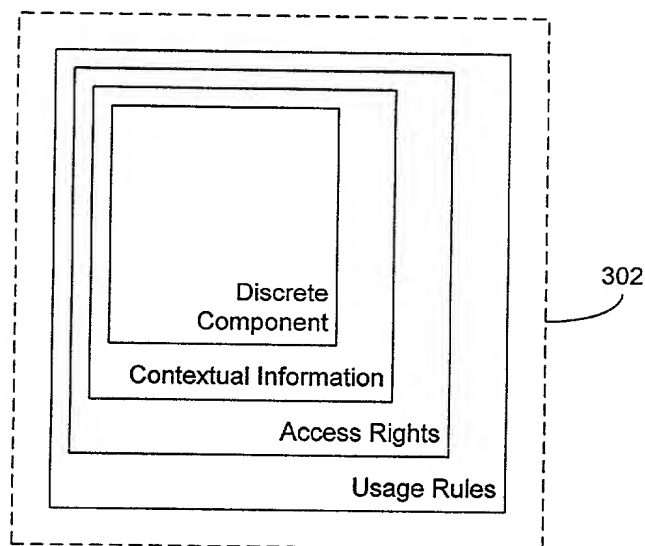 302
Discrete
Component
Contextual Information
Access Rights
Usage Rules